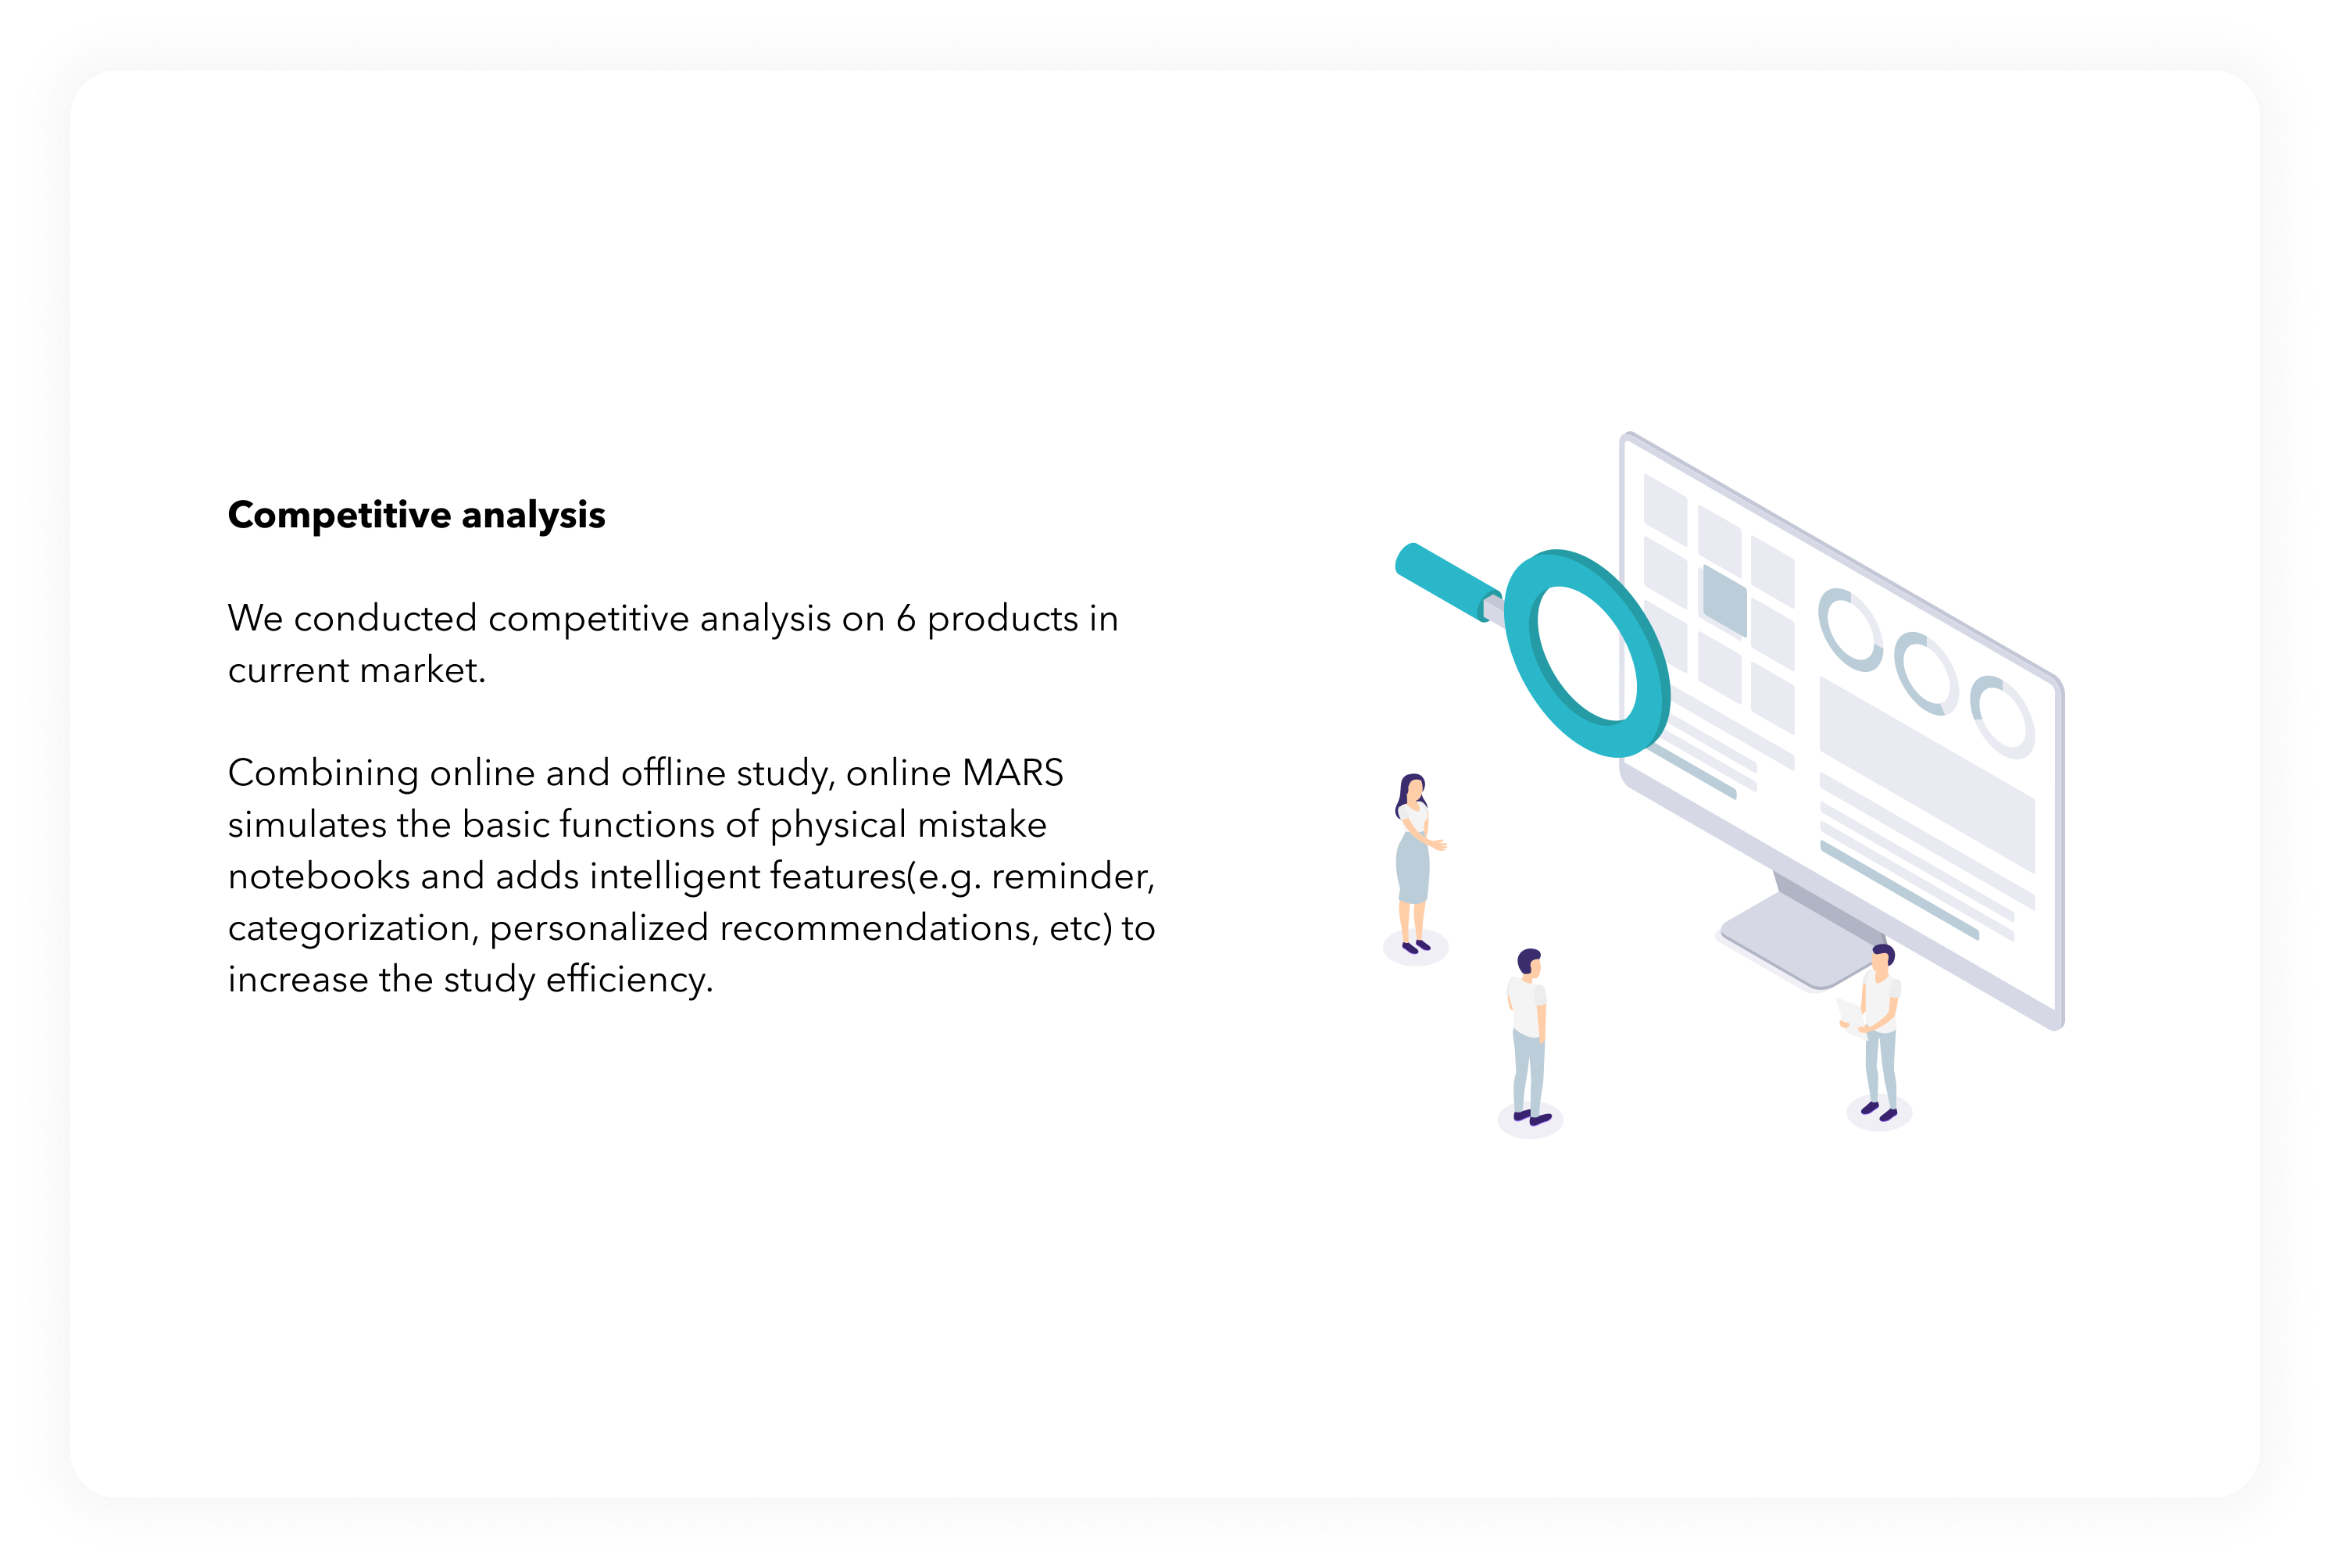 Competitive analysis
We conducted competitive analysis on 6 products in
current market.
Combining online and offline study, online MARS
simulates the basic functions of physical mistake
notebooks and adds intelligent features(e.g. reminder,
categorization, personalized recommendations, etc) to
increase the study efficiency.